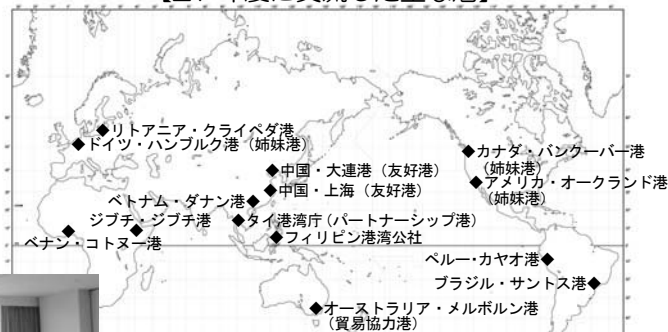 リトアニア・クライペダ港
ドイツ・ハンブルク港（姉妹港）
中国・大連港（友好港）
中国・上海（友好港）
ベトナム・ダナン港
タイ港湾庁（パートナーシップ港）
ジブチ・ジブチ港
ベナン・コトヌー港
フィリピン港湾公社
カナダ・バンクーバー港
（姉妹港）
アメリカ・オークランド港
（姉妹港）
ペルー・カヤオ港
ブラジル・サントス港
オーストラリア・メルボルン港
（貿易協力港）